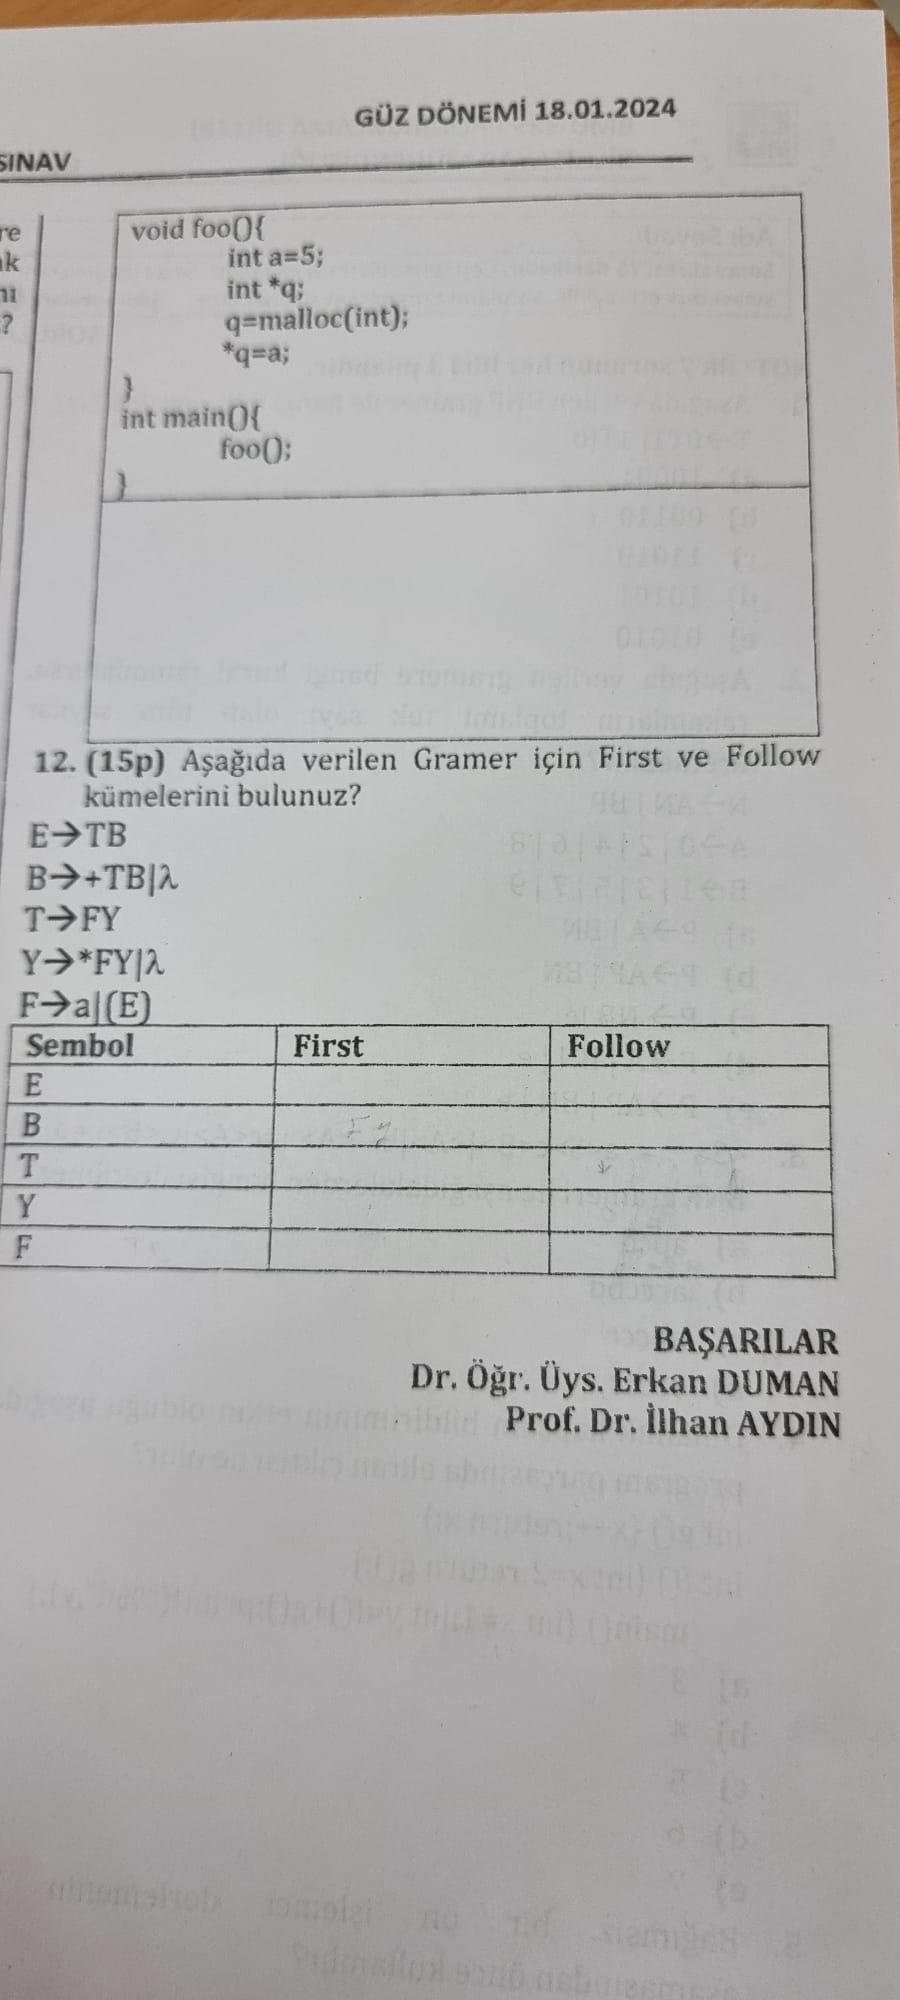 GÜZ DÖNEMİ 18.01.2024
SINAV
re
ak
?
void foo(){
int a=5;
int *q;
q=malloc(int);
*q=a;
}
int main(){
foo();
}
12. (15p) Aşağıda verilen Gramer için First ve Follow
kümelerini bulunuz?
E→TB
B→+TB|λ
T→FY
Y→*FY|λ
F→a|(E)
Sembol First Follow
E
B
T
Y
F
BAŞARILAR
Dr. Öğr. Üys. Erkan DUMAN
Prof. Dr. İlhan AYDIN